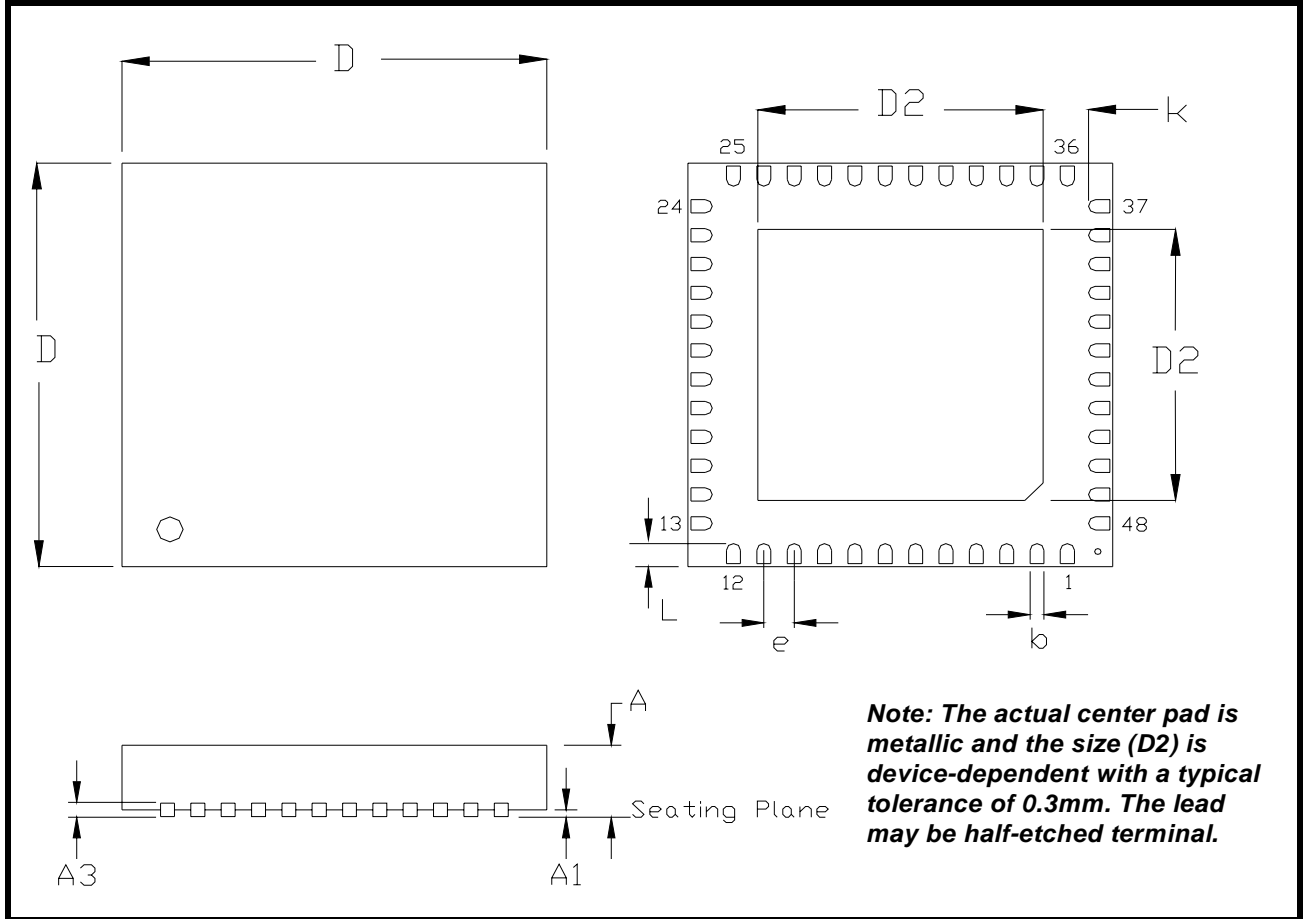 D
D2
k
25
36
24
37
D
D2
13
48
12
1
L
e
b
A
Seating Plane
A3
A1
Note: The actual center pad is
metallic and the size (D2) is
device-dependent with a typical
tolerance of 0.3mm. The lead
may be half-etched terminal.